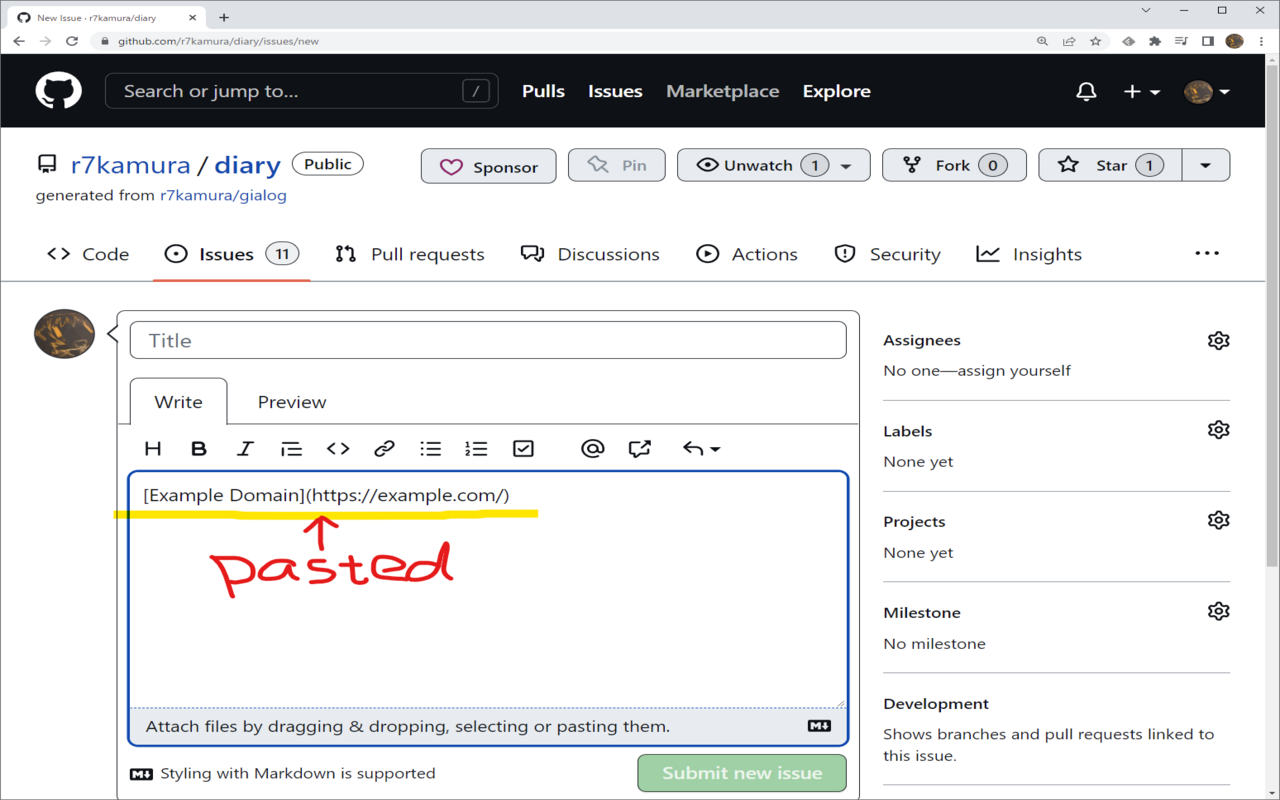 New Issue · r7kamura/diary
github.com/r7kamura/diary/issues/new
Search or jump to... /
Pulls Issues Marketplace Explore
r7kamura / diary Public
Sponsor Pin Unwatch 1 Fork 0 Star 1
generated from r7kamura/gialog
Code Issues 11 Pull requests Discussions Actions Security Insights
Title
Write Preview
H B I @
[Example Domain](https://example.com/)
pasted
Attach files by dragging & dropping, selecting or pasting them.
Styling with Markdown is supported
Submit new issue
Assignees
No one—assign yourself
Labels
None yet
Projects
None yet
Milestone
No milestone
Development
Shows branches and pull requests linked to
this issue.